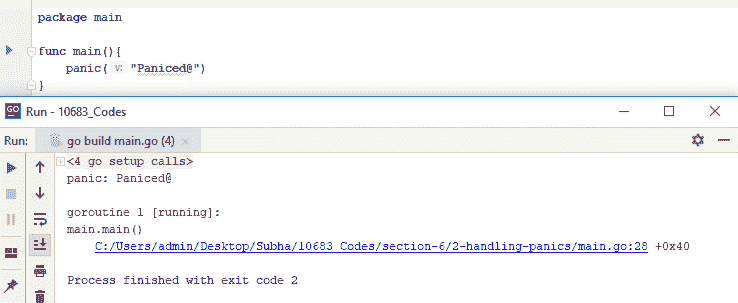 package main
func main(){
panic( v: "Paniced@")
}
GO Run - 10683_Codes
Run: go build main.go (4)
<4 go setup calls>
panic: Paniced@
goroutine 1 [running]:
main.main()
C:/Users/admin/Desktop/Subha/10683_Codes/section-6/2-handling-panics/main.go:28 +0x40
Process finished with exit code 2